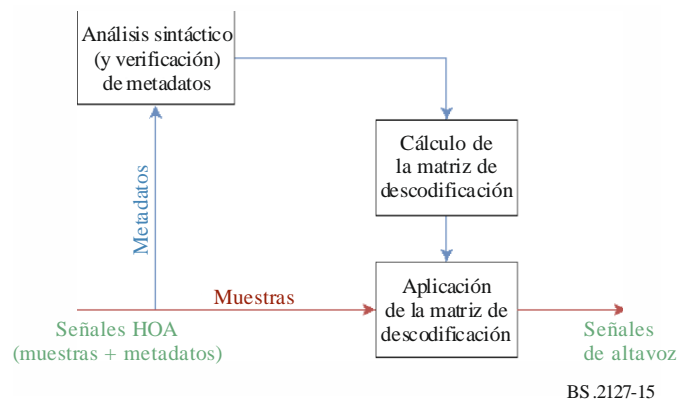 Análisis sintáctico
(y verificación)
de metadatos
Cálculo de
la matriz de
descodificación
Metadatos
Muestras
Aplicación
de la matriz de
descodificación
Señales HOA
(muestras + metadatos)
Señales
de altavoz
BS.2127-15